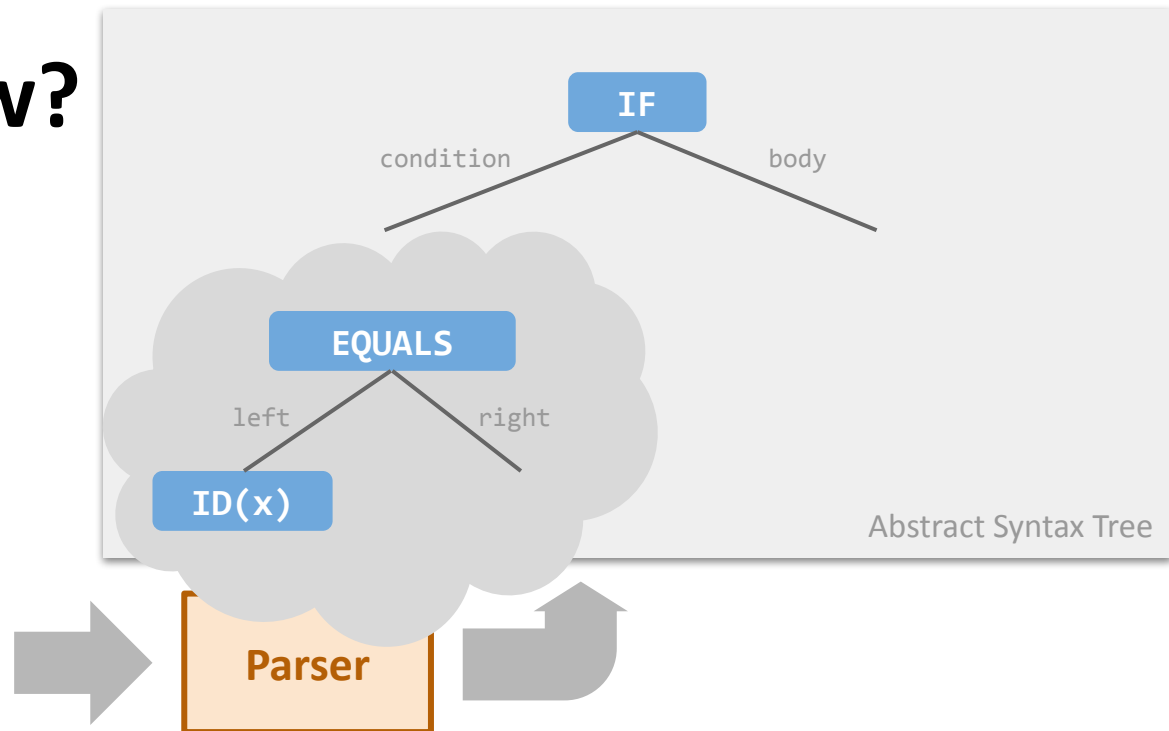 ?
IF
condition
body
EQUALS
left
right
ID(x)
Abstract Syntax Tree
Parser